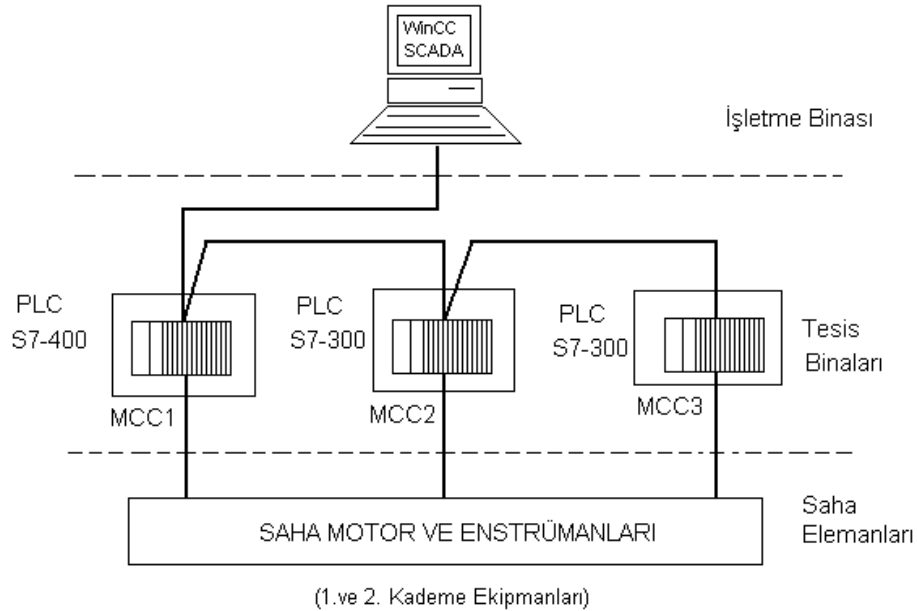 WinCC
SCADA
İşletme Binası
PLC
S7-400
MCC1
PLC
S7-300
MCC2
PLC
S7-300
MCC3
Tesis
Binaları
SAHA MOTOR VE ENSTRÜMANLARI
Saha
Elemanları
(1.ve 2. Kademe Ekipmanları)